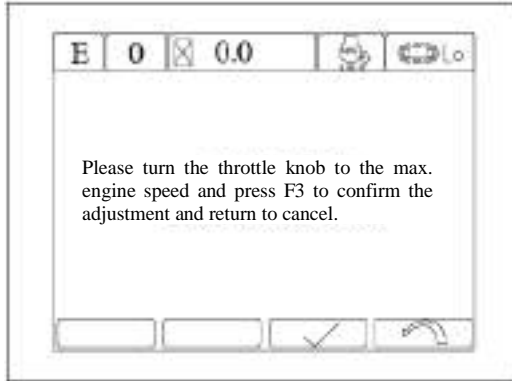 E 0 0.0 Lo
Please turn the throttle knob to the max.
engine speed and press F3 to confirm the
adjustment and return to cancel.